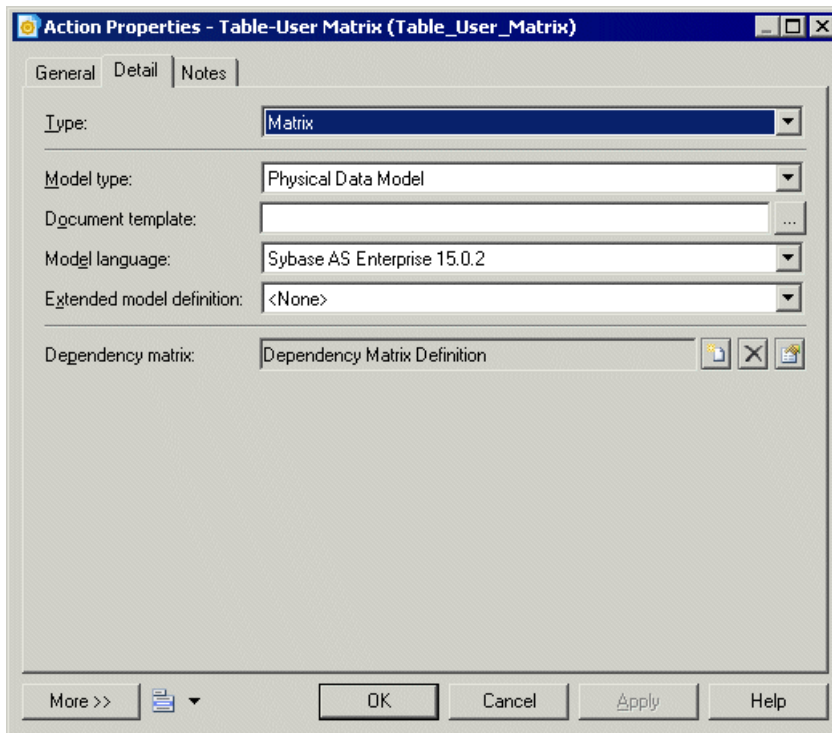 Action Properties - Table-User Matrix (Table_User_Matrix)
General Detail Notes
Type: Matrix
Model type: Physical Data Model
Document template: ...
Model language: Sybase AS Enterprise 15.0.2
Extended model definition: <None>
Dependency matrix: Dependency Matrix Definition
More >> OK Cancel Apply Help